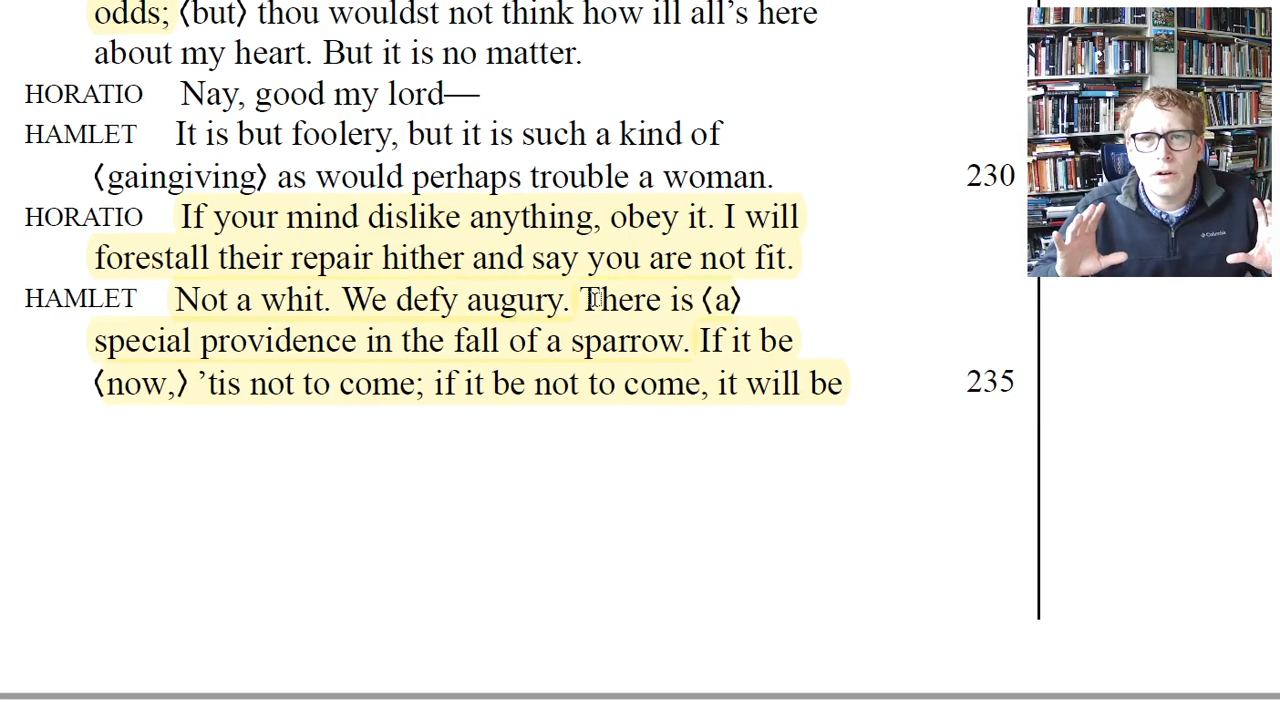 odds; ⟨but⟩ thou wouldst not think how ill all’s here
about my heart. But it is no matter.
HORATIO Nay, good my lord—
HAMLET It is but foolery, but it is such a kind of
⟨gaingiving⟩ as would perhaps trouble a woman. 230
HORATIO If your mind dislike anything, obey it. I will
forestall their repair hither and say you are not fit.
HAMLET Not a whit. We defy augury. There is ⟨a⟩
special providence in the fall of a sparrow. If it be
⟨now,⟩ ’tis not to come; if it be not to come, it will be 235
Columbia